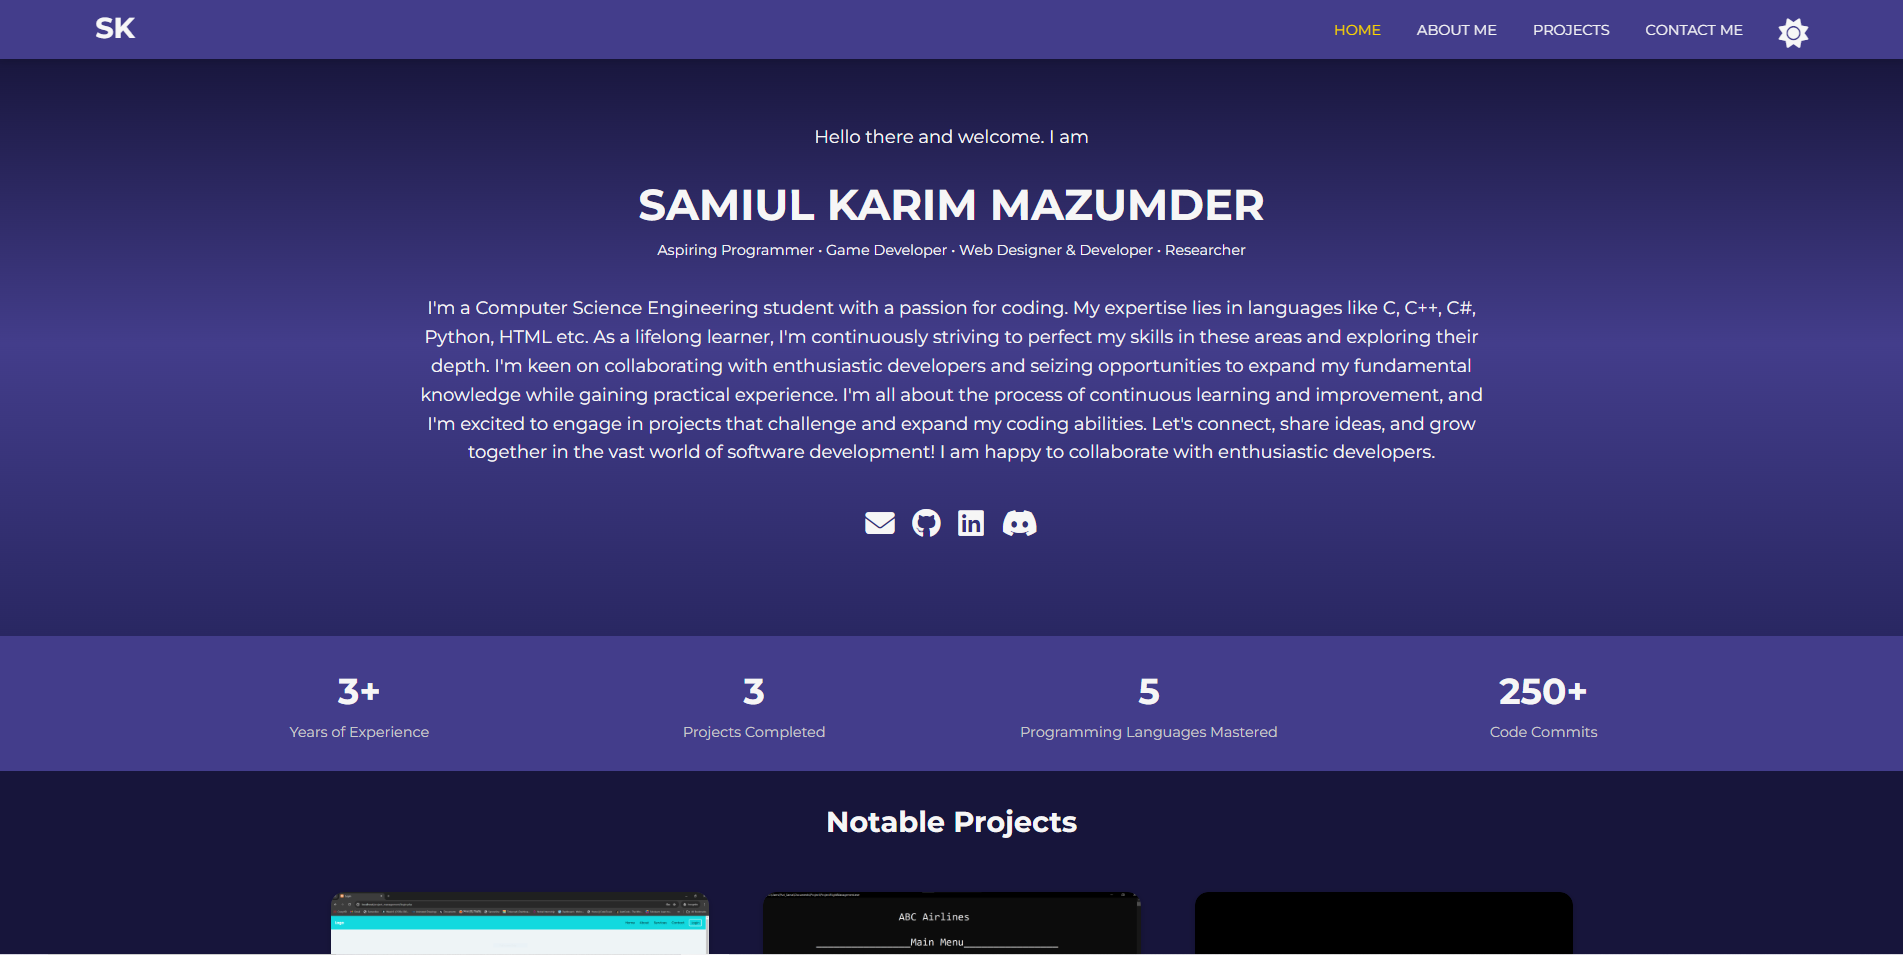 SK
HOME ABOUT ME PROJECTS CONTACT ME
Hello there and welcome. I am
SAMIUL KARIM MAZUMDER
Aspiring Programmer • Game Developer • Web Designer & Developer • Researcher
I'm a Computer Science Engineering student with a passion for coding. My expertise lies in languages like C, C++, C#,
Python, HTML etc. As a lifelong learner, I'm continuously striving to perfect my skills in these areas and exploring their
depth. I'm keen on collaborating with enthusiastic developers and seizing opportunities to expand my fundamental
knowledge while gaining practical experience. I'm all about the process of continuous learning and improvement, and
I'm excited to engage in projects that challenge and expand my coding abilities. Let's connect, share ideas, and grow
together in the vast world of software development! I am happy to collaborate with enthusiastic developers.
in
3+ 3 5 250+
Years of Experience Projects Completed Programming Languages Mastered Code Commits
Notable Projects
ABC Airlines
Main Menu